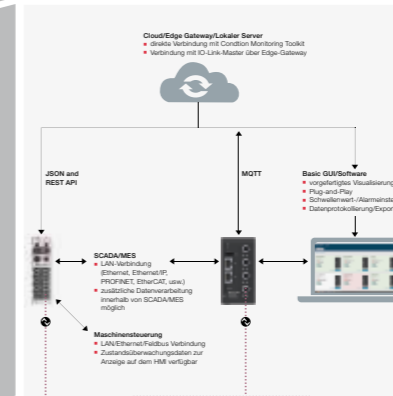 Cloud/Edge Gateway/Lokaler Server
direkte Verbindung mit Condtion Monitoring Toolkit
Verbindung mit IO-Link-Master über Edge-Gateway
JSON and
REST API
MQTT
Basic GUI/Software
vorgefertigtes Visualisierung
Plug-and-Play
Schwellenwert-/Alarmeinste
Datenprotokollierung/Export
SCADA/MES
LAN-Verbindung
(Ethernet, Ethernet/IP,
PROFINET, EtherCAT, usw.)
zusätzliche Datenverarbeitung
innerhalb von SCADA/MES
möglich
Maschinensteuerung
LAN/Ethernet/Feldbus Verbindung
Zustandsüberwachungsdaten zur
Anzeige auf dem HMI verfügbar